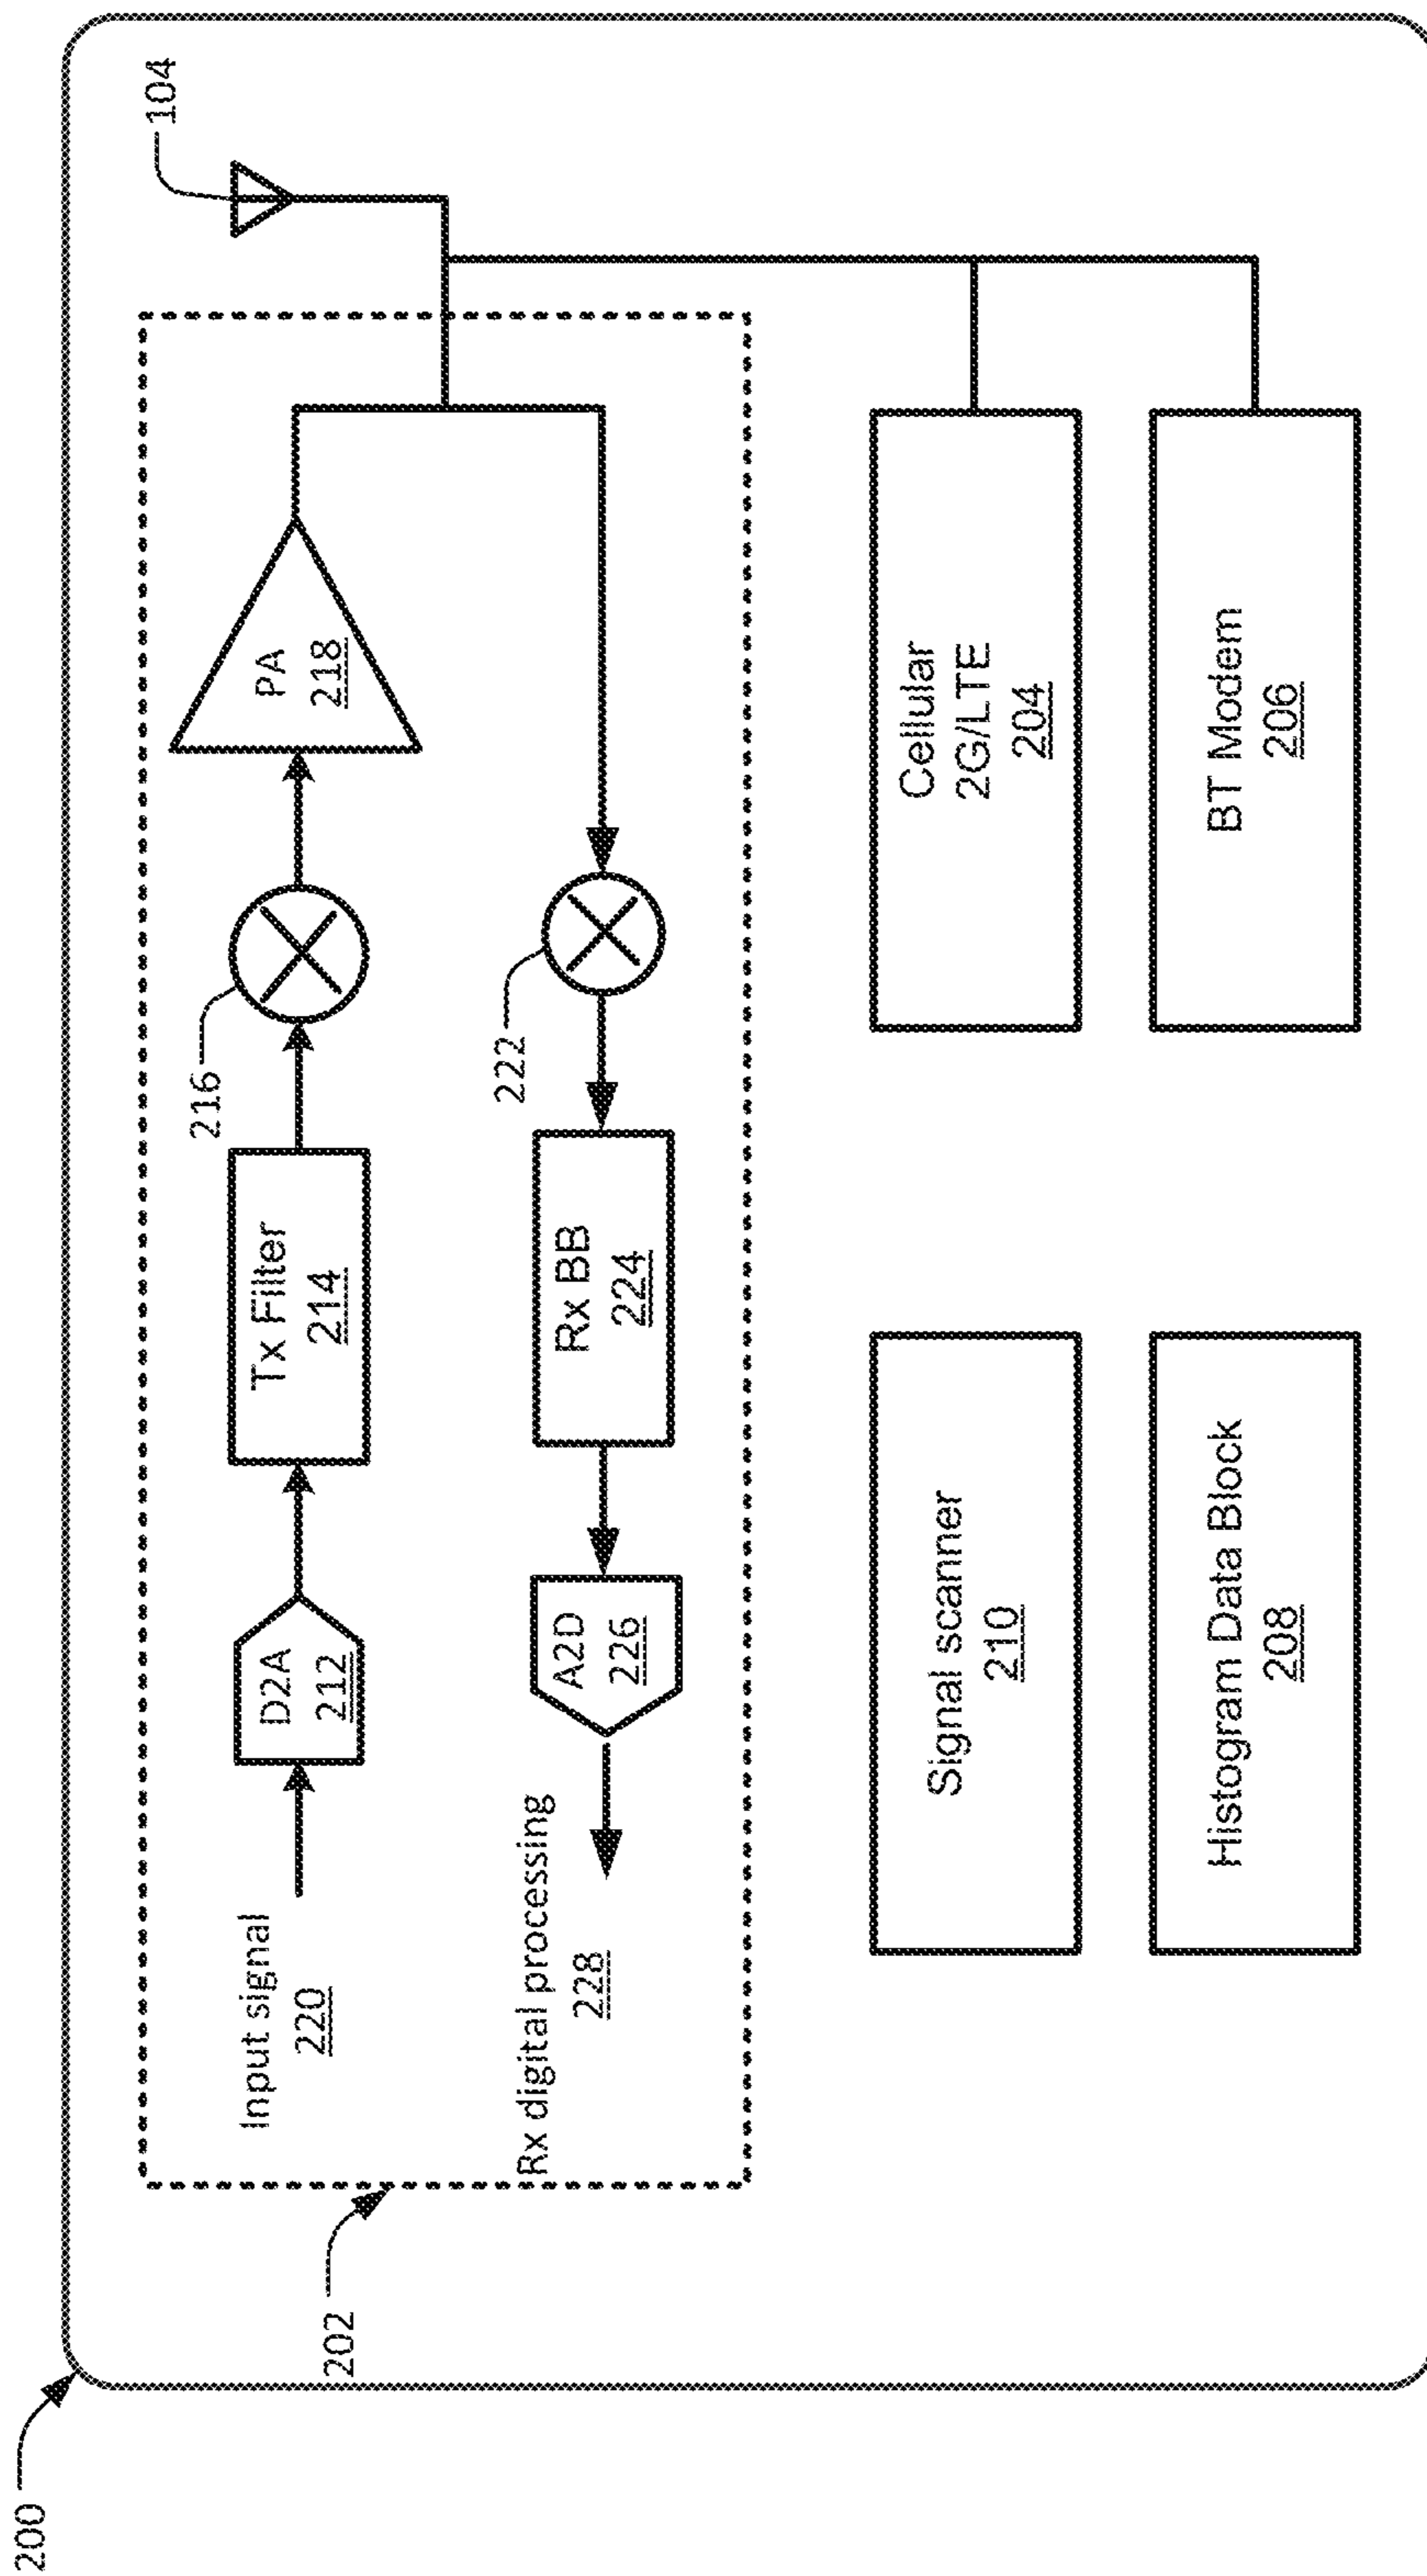 200
202
104
Input signal
220
D2A
212
Tx Filter
214
216
PA
218
Rx digital processing
228
A2D
226
Rx BB
224
222
Signal scanner
210
Cellular
2G/LTE
204
Histogram Data Block
208
BT Modem
206